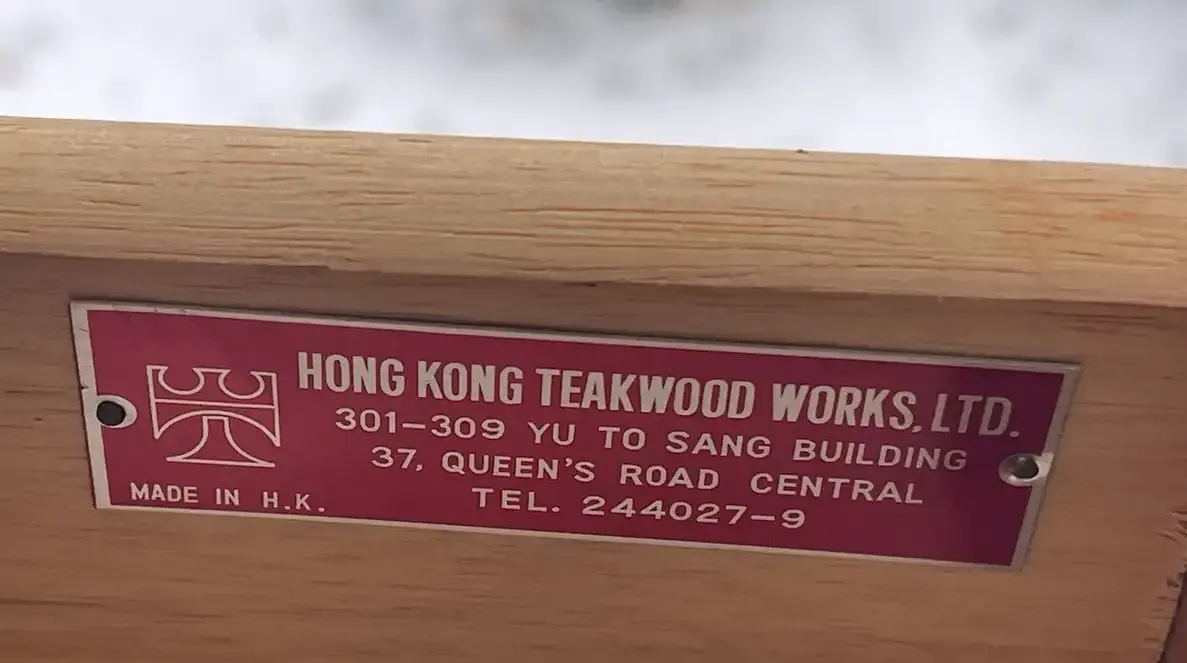 HONG KONG TEAKWOOD WORKS, LTD.
301–309 YU TO SANG BUILDING
37, QUEEN'S ROAD CENTRAL
TEL. 244027–9
MADE IN H.K.